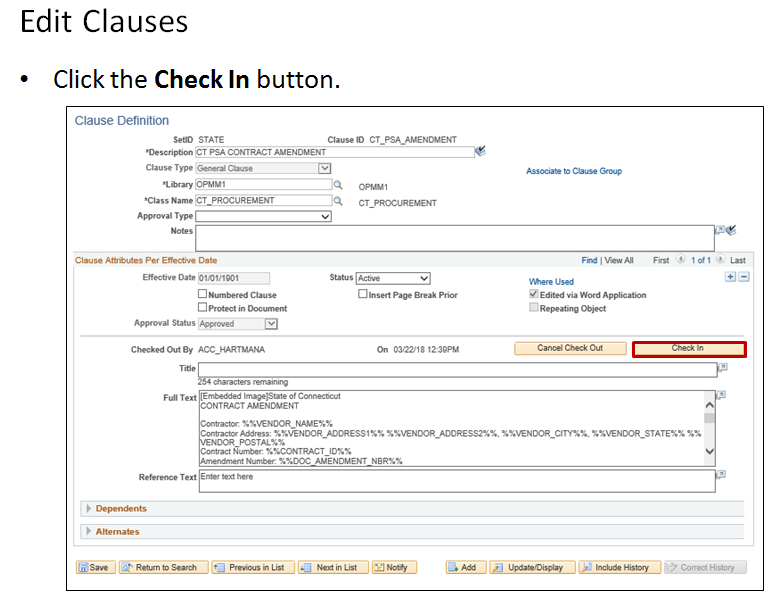 Edit Clauses
• Click the Check In button.
Clause Definition
SetID STATE Clause ID CT_PSA_AMENDMENT
*Description CT PSA CONTRACT AMENDMENT
Clause Type General Clause
Associate to Clause Group
*Library OPMM1 OPMM1
*Class Name CT_PROCUREMENT CT_PROCUREMENT
Approval Type
Notes
Clause Attributes Per Effective Date Find | View All First 1 of 1 Last
Effective Date 01/01/1901 Status Active Where Used
Numbered Clause Insert Page Break Prior Edited via Word Application
Protect in Document Repeating Object
Approval Status Approved
Checked Out By ACC_HARTMANA On 03/22/18 12:39PM Cancel Check Out Check In
Title
254 characters remaining
Full Text [Embedded Image]State of Connecticut
CONTRACT AMENDMENT
Contractor: %%VENDOR_NAME%%
Contractor Address: %%VENDOR_ADDRESS1%% %%VENDOR_ADDRESS2%%, %%VENDOR_CITY%%, %%VENDOR_STATE%% %%
VENDOR_POSTAL%%
Contract Number: %%CONTRACT_ID%%
Amendment Number: %%DOC_AMENDMENT_NBR%%
Reference Text Enter text here
Dependents
Alternates
Save Return to Search Previous in List Next in List Notify Add Update/Display Include History Correct History